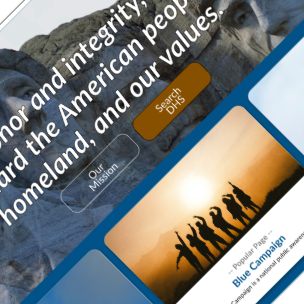 nor and integrity,
ard the American peop
homeland, and our values.
Search
DHS
Our
Mission
-- Popular Page --
Blue Campaign
Campaign is a national public